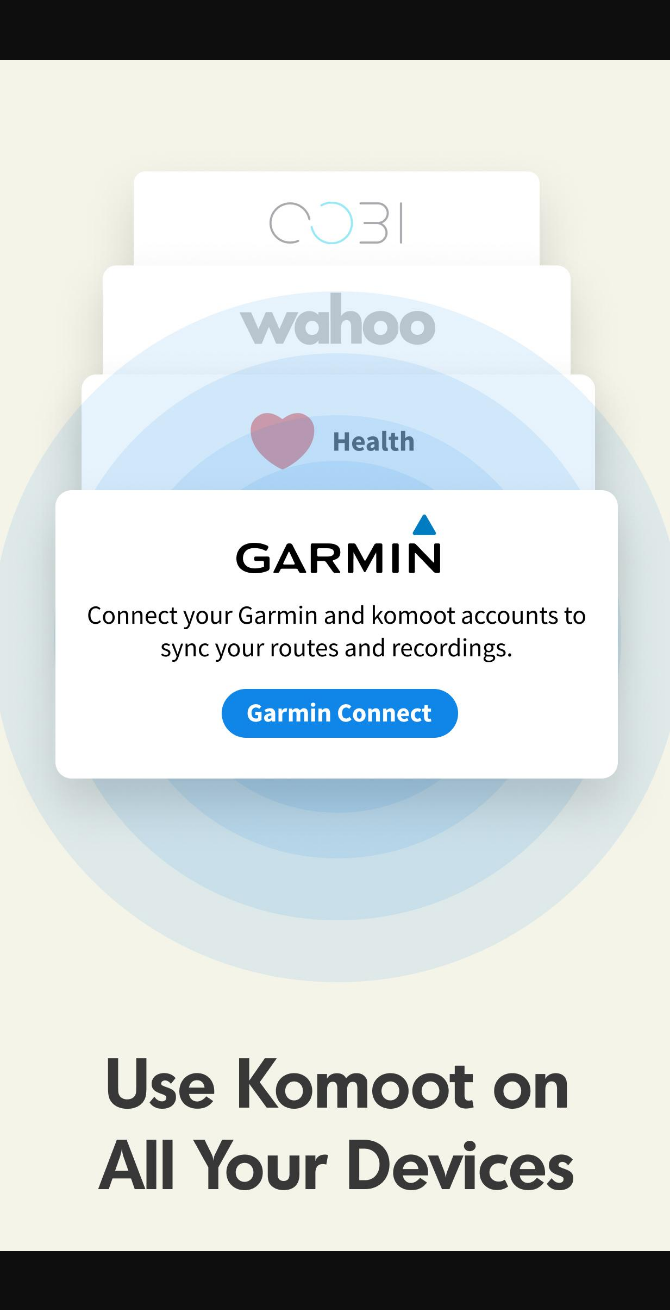 COBI
wahoo
Health
GARMIN
Connect your Garmin and komoot accounts to
sync your routes and recordings.
Garmin Connect
Use Komoot on
All Your Devices